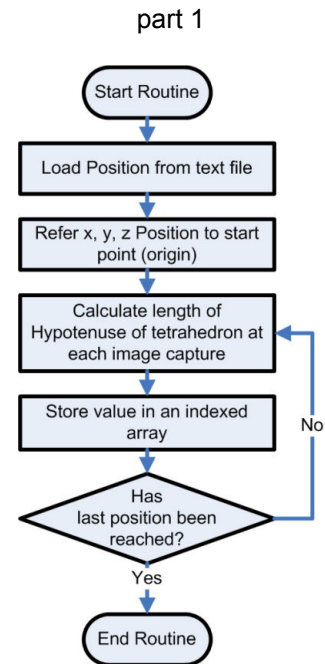 part 1
Start Routine
Load Position from text file
Refer x, y, z Position to start
point (origin)
Calculate length of
Hypotenuse of tetrahedron at
each image capture
Store value in an indexed
array
No
Has
last position been
reached?
Yes
End Routine